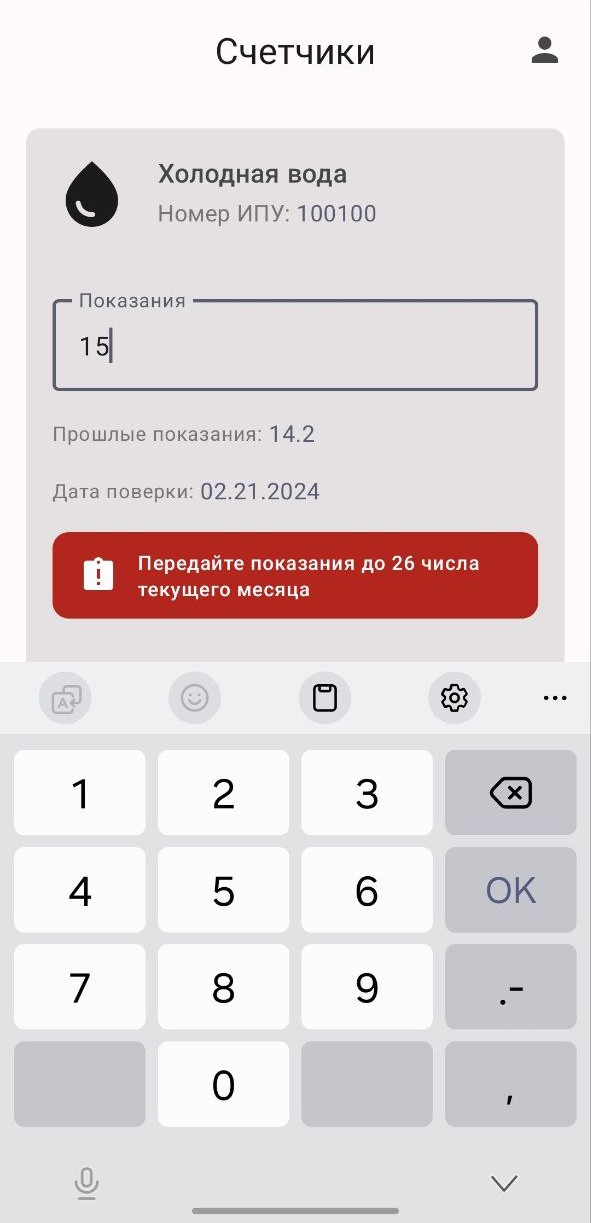 Счетчики
Холодная вода
Номер ИПУ: 100100
Показания
15
Прошлые показания: 14.2
Дата поверки: 02.21.2024
Передайте показания до 26 числа
текущего месяца
1 2 3
4 5 6 OK
7 8 9 .-
0 ,